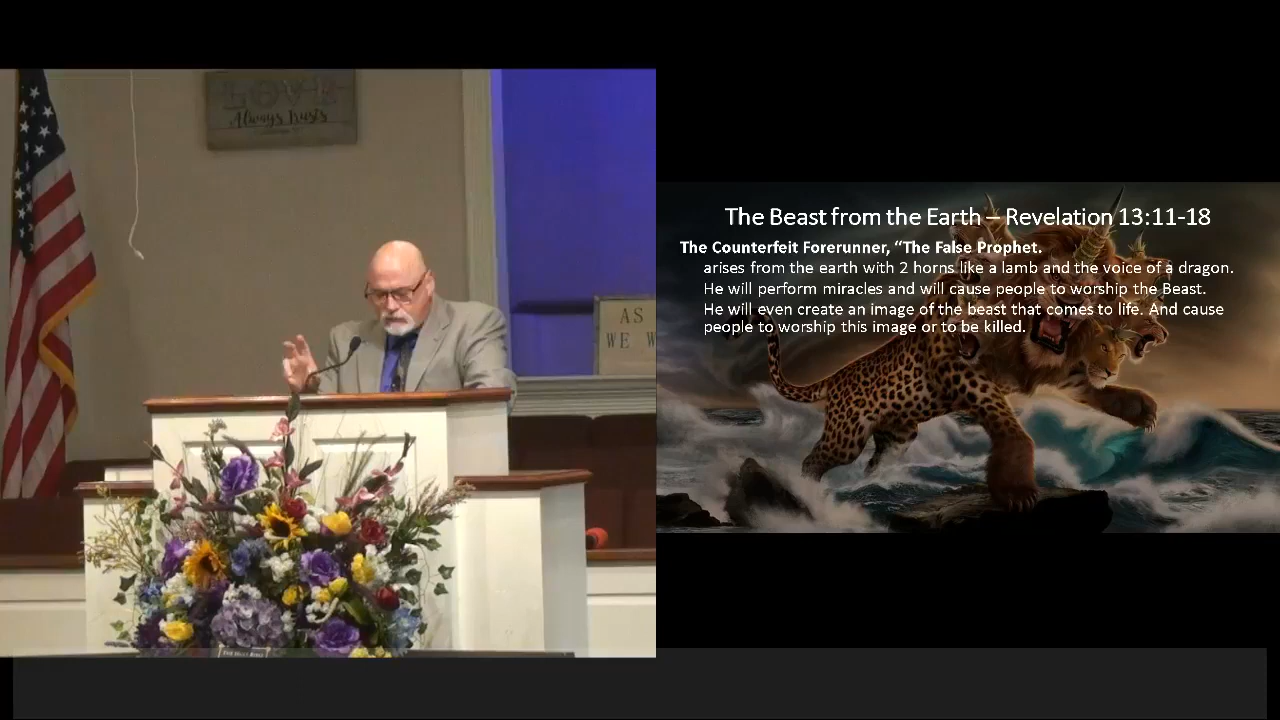 LOVE
Always Trusts
AS
WE W
The Beast from the Earth – Revelation 13:11-18
The Counterfeit Forerunner, “The False Prophet.
arises from the earth with 2 horns like a lamb and the voice of a dragon.
He will perform miracles and will cause people to worship the Beast.
He will even create an image of the beast that comes to life. And cause
people to worship this image or to be killed.